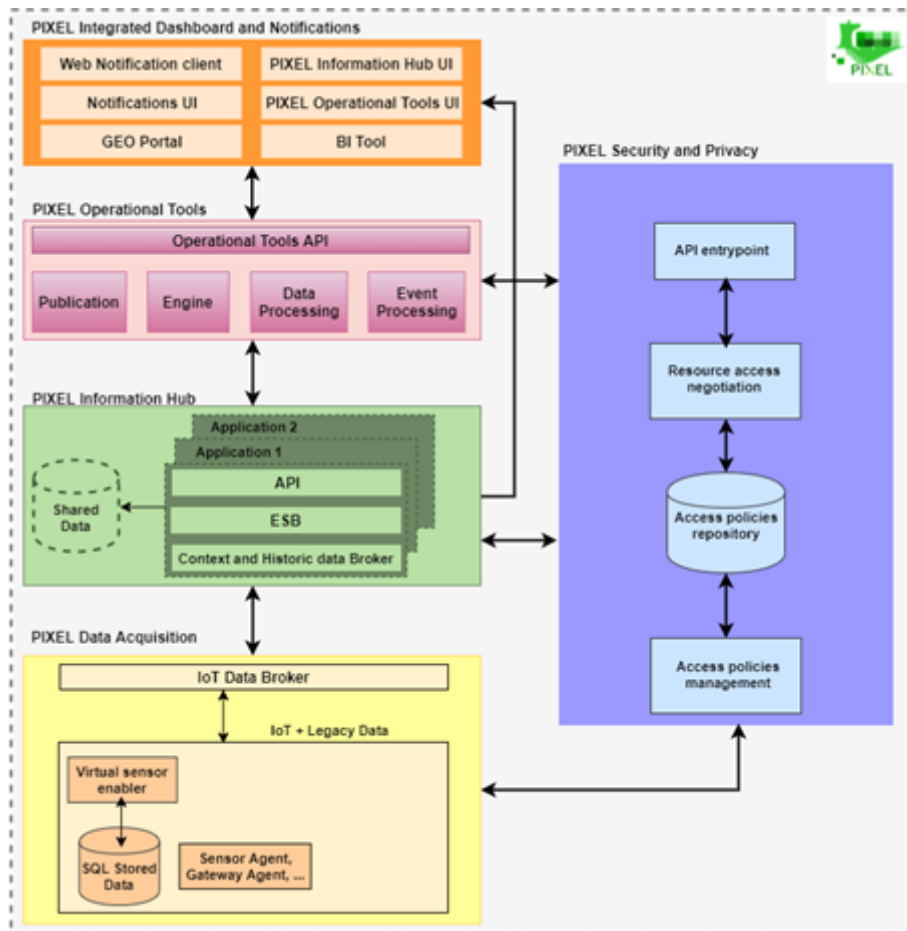 PIXEL Integrated Dashboard and Notifications
Web Notification client
PIXEL Information Hub UI
Notifications UI
PIXEL Operational Tools UI
GEO Portal
BI Tool
PIXEL
PIXEL Security and Privacy
API entrypoint
Resource access
negotiation
Access policies
repository
Access policies
management
PIXEL Operational Tools
Operational Tools API
Publication
Engine
Data
Processing
Event
Processing
PIXEL Information Hub
Application 2
Application 1
API
ESB
Context and Historic data Broker
Shared
Data
PIXEL Data Acquisition
IoT Data Broker
IoT + Legacy Data
Virtual sensor
enabler
SQL Stored
Data
Sensor Agent,
Gateway Agent, ...